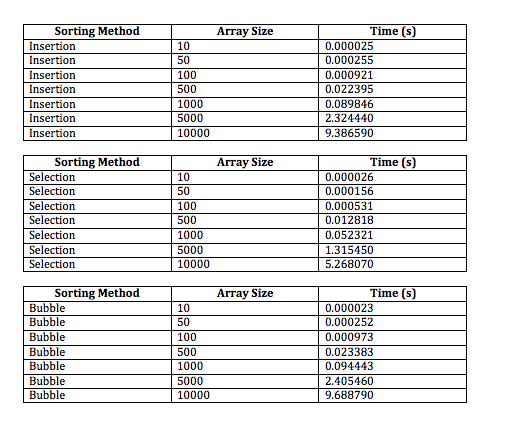 Sorting Method Array Size Time (s)
Insertion 10 0.000025
Insertion 50 0.000255
Insertion 100 0.000921
Insertion 500 0.022395
Insertion 1000 0.089846
Insertion 5000 2.324440
Insertion 10000 9.386590
Sorting Method Array Size Time (s)
Selection 10 0.000026
Selection 50 0.000156
Selection 100 0.000531
Selection 500 0.012818
Selection 1000 0.052321
Selection 5000 1.315450
Selection 10000 5.268070
Sorting Method Array Size Time (s)
Bubble 10 0.000023
Bubble 50 0.000252
Bubble 100 0.000973
Bubble 500 0.023383
Bubble 1000 0.094443
Bubble 5000 2.405460
Bubble 10000 9.688790